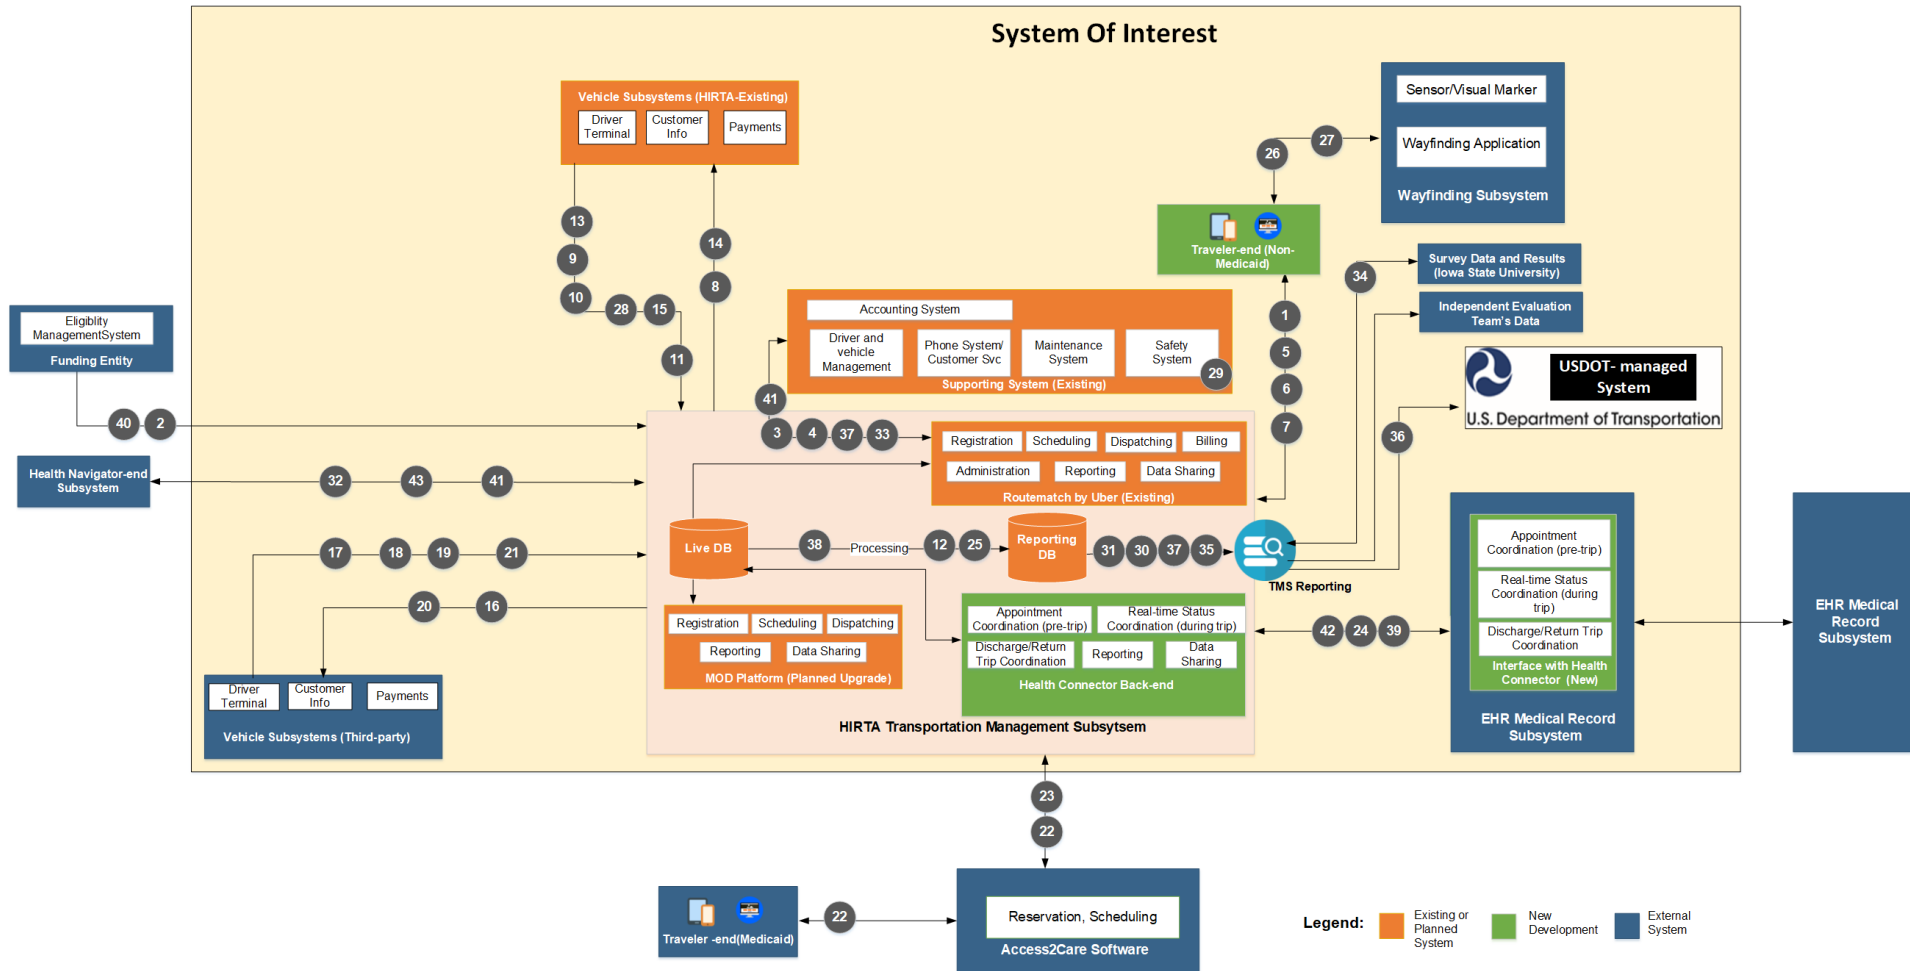 System Of Interest
Vehicle Subsystems (HIRTA-Existing)
Driver
Terminal
Customer
Info
Payments
13
9
10
28
15
11
14
8
Sensor/Visual Marker
Wayfinding Application
Wayfinding Subsystem
26
27
Traveler-end (Non-
Medicaid)
34
Survey Data and Results
(Iowa State University)
Independent Evaluation
Team's Data
USDOT- managed
System
U.S. Department of Transportation
36
1
5
6
7
Eligiblity
ManagementSystem
Funding Entity
40
2
Accounting System
Driver and
vehicle
Management
Phone System/
Customer Svc
Maintenance
System
Safety
System
29
Supporting System (Existing)
41
3
4
37
33
Registration
Scheduling
Dispatching
Billing
Administration
Reporting
Data Sharing
Routematch by Uber (Existing)
Health Navigator-end
Subsystem
32
43
41
Live DB
38
Processing
12
25
Reporting
DB
31
30
37
35
TMS Reporting
17
18
19
21
20
16
Driver
Terminal
Customer
Info
Payments
Vehicle Subsystems (Third-party)
Registration
Scheduling
Dispatching
Reporting
Data Sharing
MOD Platform (Planned Upgrade)
Appointment
Coordination (pre-trip)
Real-time Status
Coordination (during trip)
Discharge/Return
Trip Coordination
Reporting
Data
Sharing
Health Connector Back-end
HIRTA Transportation Management Subsytsem
42
24
39
Appointment
Coordination (pre-trip)
Real-time Status
Coordination (during
trip)
Discharge/Return Trip
Coordination
Interface with Health
Connector (New)
EHR Medical Record
Subsystem
EHR Medical
Record
Subsystem
23
22
Traveler -end(Medicaid)
22
Reservation, Scheduling
Access2Care Software
Legend:
Existing or
Planned
System
New
Development
External
System